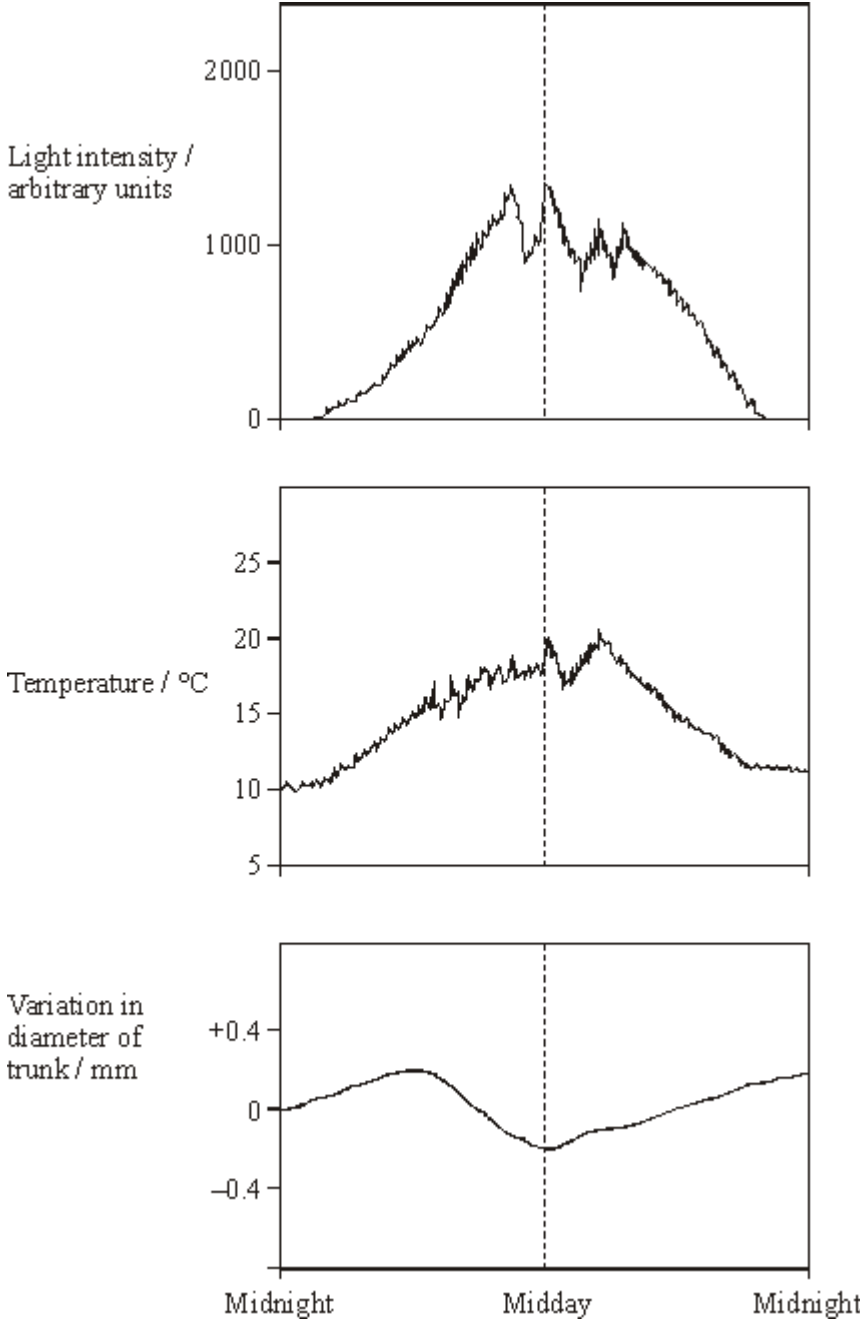 2000
Light intensity /
arbitrary units
1000
0
25
20
Temperature / °C
15
10
5
Variation in
diameter of
trunk / mm
+0.4
0
–0.4
Midnight Midday Midnight